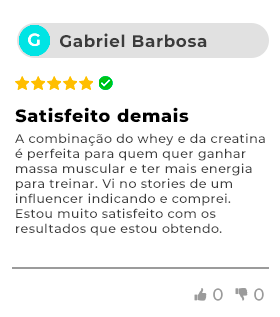 G
Gabriel Barbosa
Satisfeito demais
A combinação do whey e da creatina
é perfeita para quem quer ganhar
massa muscular e ter mais energia
para treinar. Vi no stories de um
influencer indicando e comprei.
Estou muito satisfeito com os
resultados que estou obtendo.
0 0